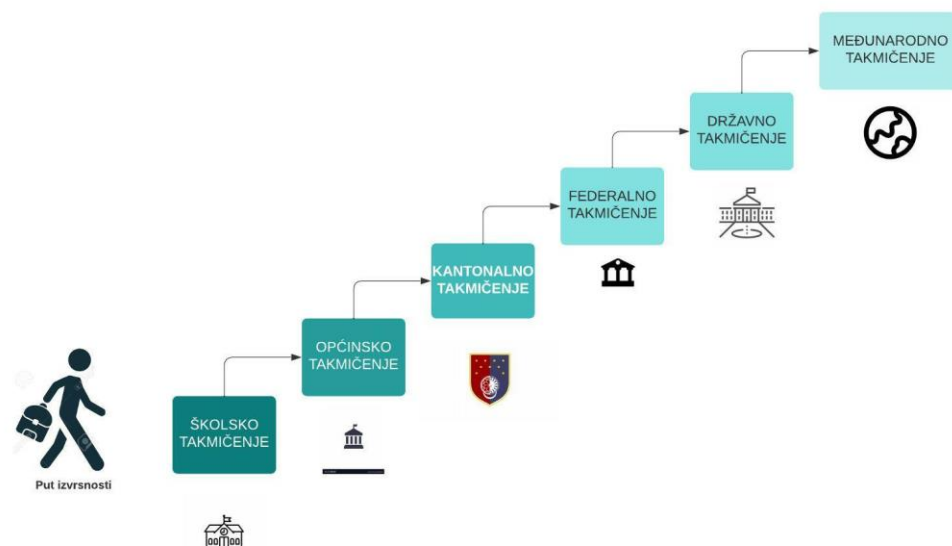 MEĐUNARODNO
TAKMIČENJE
DRŽAVNO
TAKMIČENJE
FEDERALNO
TAKMIČENJE
KANTONALNO
TAKMIČENJE
OPĆINSKO
TAKMIČENJE
ŠKOLSKO
TAKMIČENJE
Put izvrsnosti